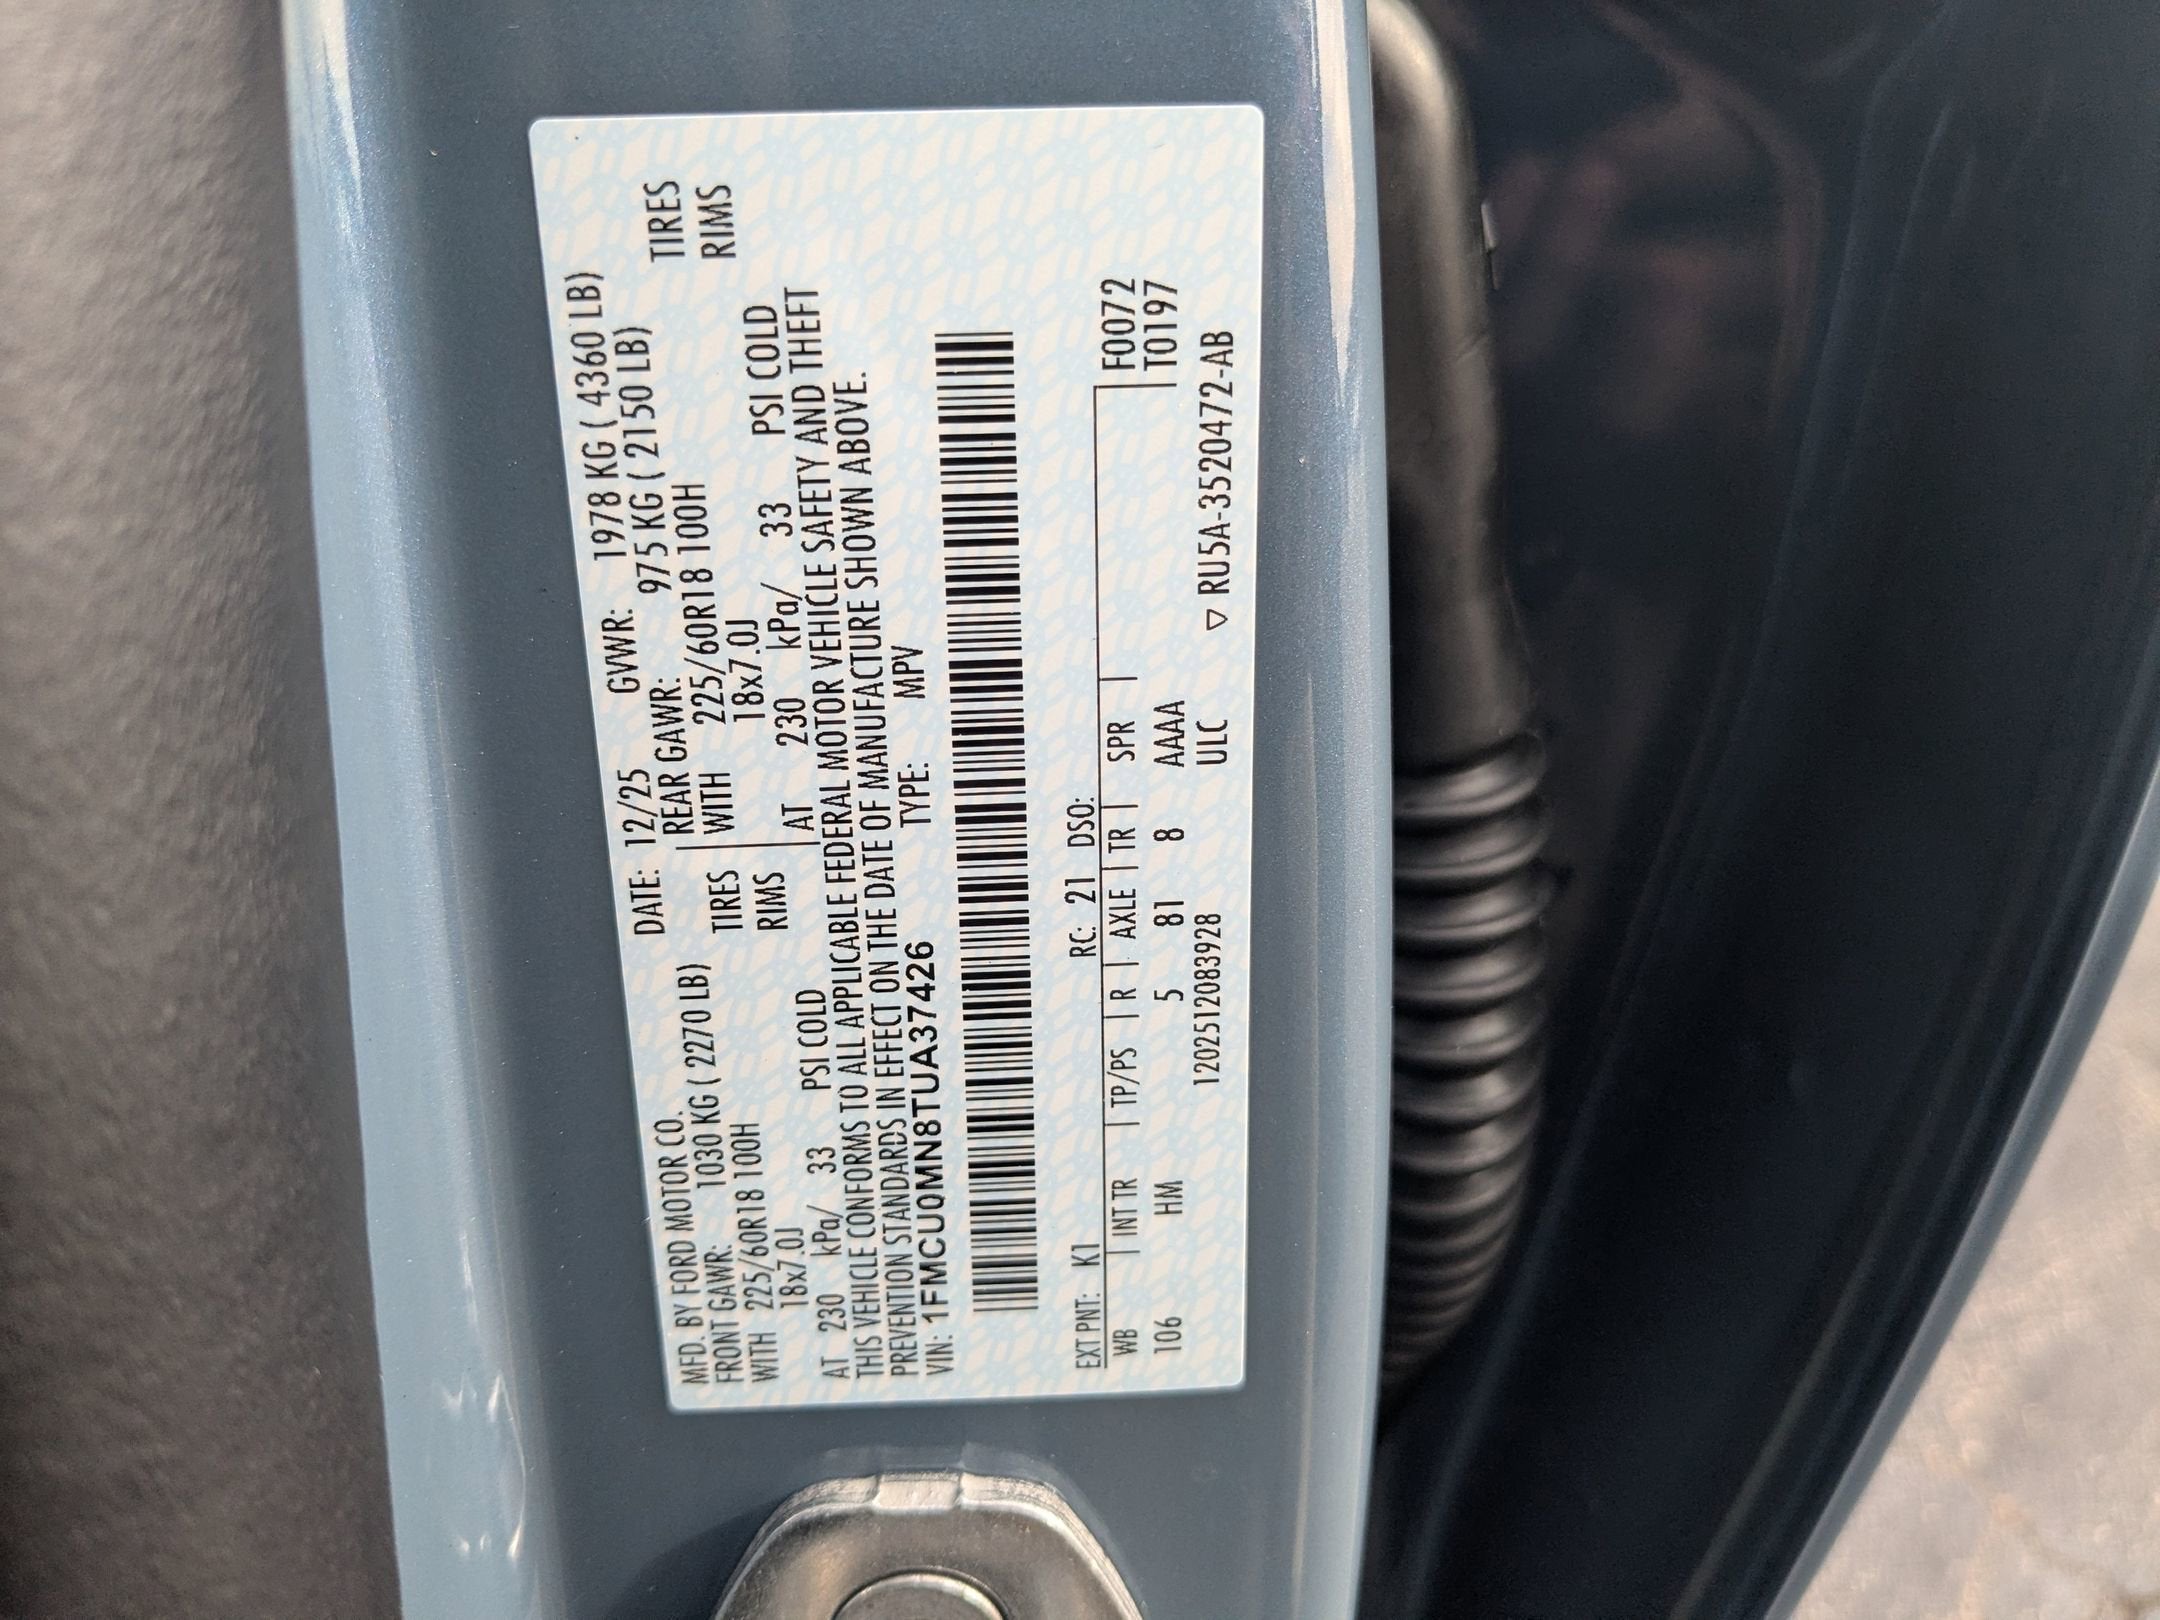 MFD. BY FORD MOTOR CO. DATE: 12/25 GVWR: 1978 KG ( 4360 LB)
FRONT GAWR: 1030 KG ( 2270 LB) REAR GAWR: 975 KG ( 2150 LB)
WITH 225/60R18 100H TIRES WITH 225/60R18 100H TIRES
18x7.0J RIMS 18x7.0J RIMS
AT 230 kPa/ 33 PSI COLD AT 230 kPa/ 33 PSI COLD
THIS VEHICLE CONFORMS TO ALL APPLICABLE FEDERAL MOTOR VEHICLE SAFETY AND THEFT
PREVENTION STANDARDS IN EFFECT ON THE DATE OF MANUFACTURE SHOWN ABOVE.
VIN: 1FMCU0MN8TUA37426 TYPE: MPV
EXT PNT: K1 RC: 21 DSO:
WB | INT TR | TP/PS | R | AXLE | TR | SPR | F0072
106 HM 5 81 8 AAAA T0197
12025120839​28 ULC ▽ RU5A-3520472-AB